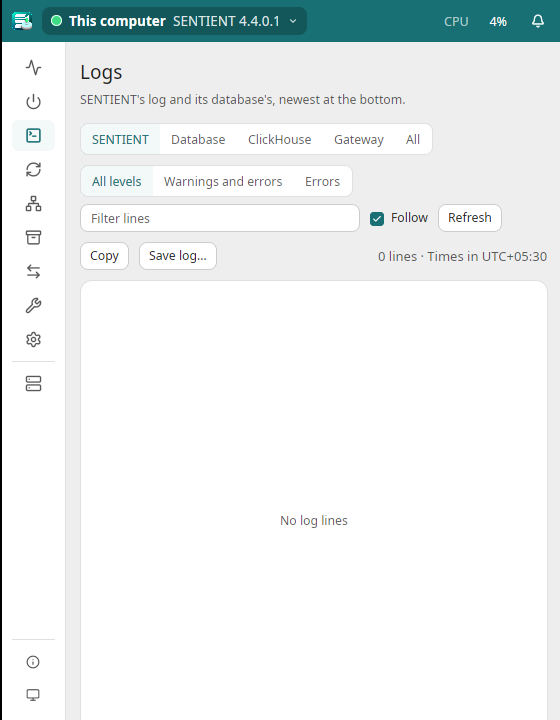 This computer SENTIENT 4.4.0.1 CPU 4%
Logs
SENTIENT's log and its database's, newest at the bottom.
SENTIENT Database ClickHouse Gateway All
All levels Warnings and errors Errors
Filter lines Follow Refresh
Copy Save log... 0 lines · Times in UTC+05:30
No log lines